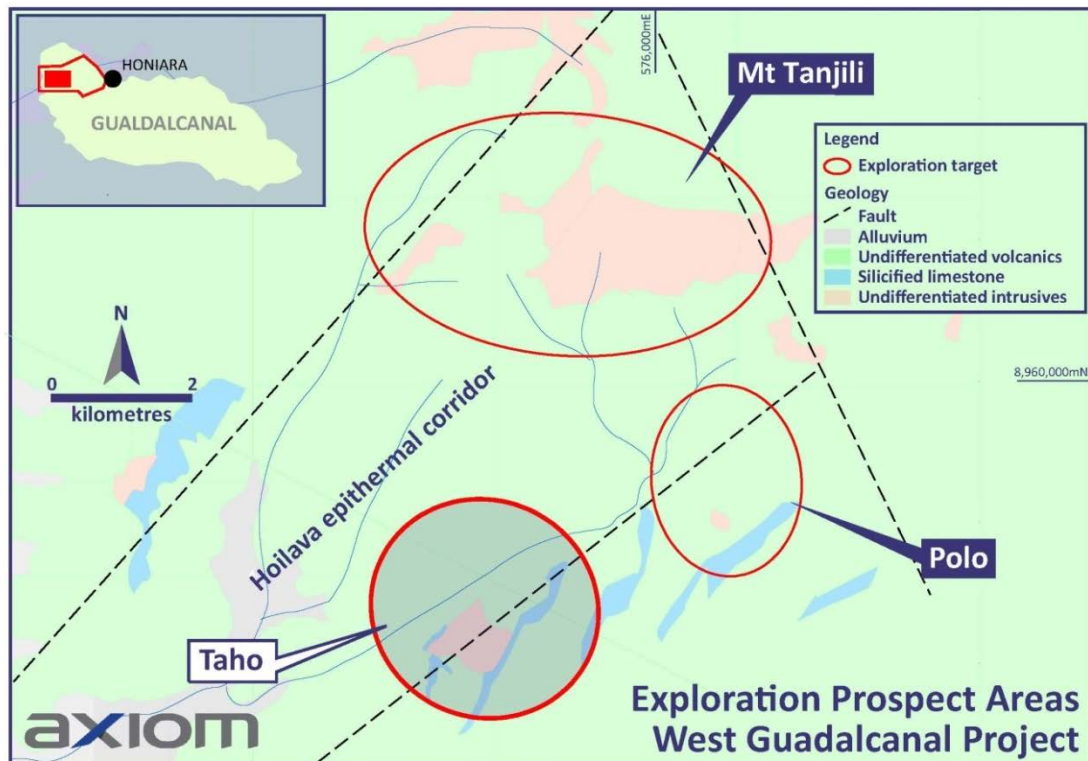 HONIARA
GUALDALCANAL
576,000mE
Mt Tanjili
Legend
Exploration target
Geology
Fault
Alluvium
Undifferentiated volcanics
Silicified limestone
Undifferentiated intrusives
N
0 2
kilometres
8,960,000mN
Hoilava epithermal corridor
Polo
Taho
axiom
Exploration Prospect Areas
West Guadalcanal Project